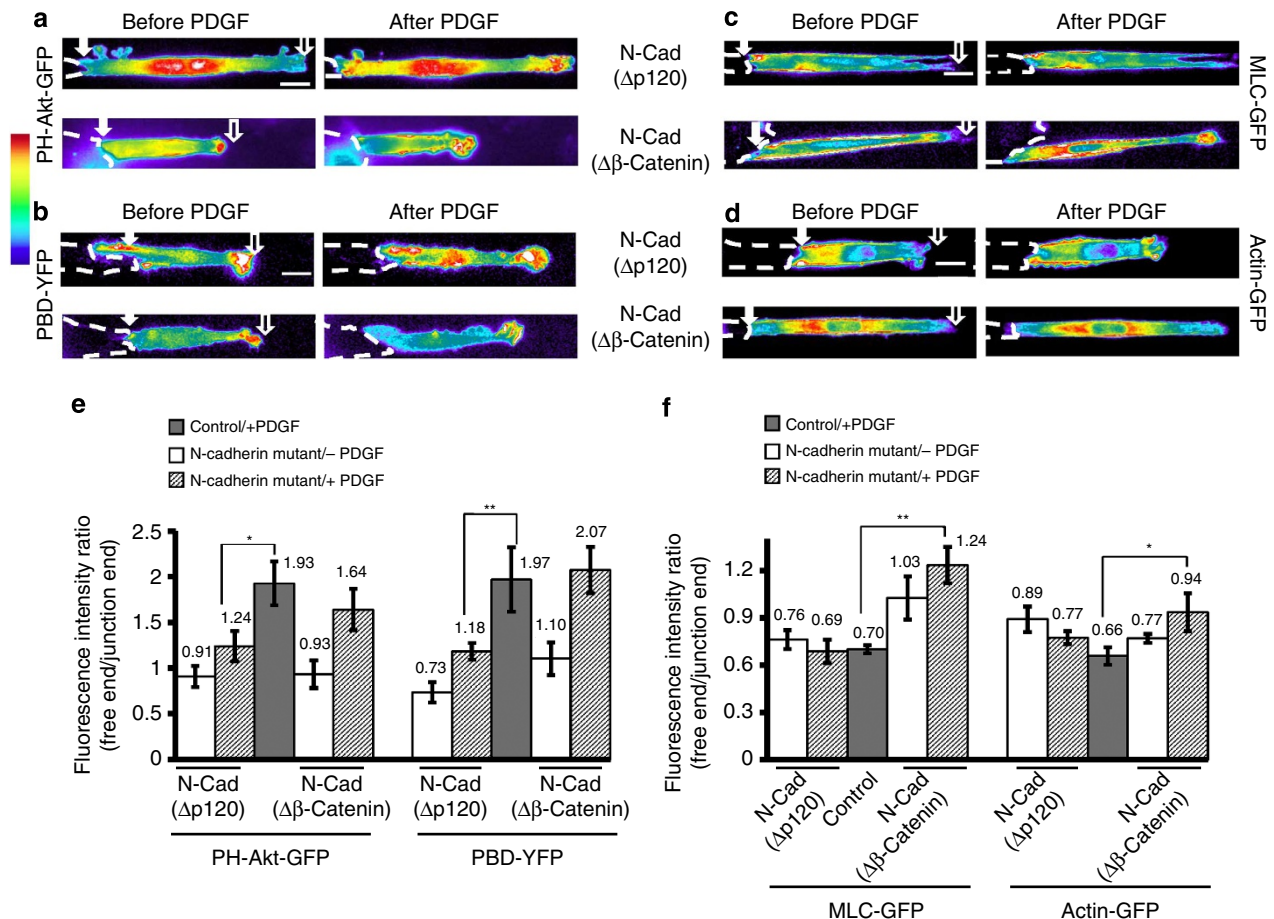 a
Before PDGF
After PDGF
PH-Akt-GFP
N-Cad
(Δp120)
N-Cad
(Δβ-Catenin)
b
Before PDGF
After PDGF
PBD-YFP
N-Cad
(Δp120)
N-Cad
(Δβ-Catenin)
c
Before PDGF
After PDGF
MLC-GFP
d
Before PDGF
After PDGF
Actin-GFP
e
Control/+PDGF
N-cadherin mutant/– PDGF
N-cadherin mutant/+ PDGF
Fluorescence intensity ratio
(free end/junction end)
2.5
2
1.5
1
0.5
0
0.91
1.24
*
1.93
0.93
1.64
0.73
1.18
**
1.97
1.10
2.07
N-Cad
(Δp120)
N-Cad
(Δβ-Catenin)
N-Cad
(Δp120)
N-Cad
(Δβ-Catenin)
PH-Akt-GFP
PBD-YFP
f
Control/+PDGF
N-cadherin mutant/– PDGF
N-cadherin mutant/+ PDGF
Fluorescence intensity ratio
(free end/junction end)
1.2
0.9
0.6
0.3
0
0.76
0.69
0.70
**
1.03
1.24
0.89
0.77
0.66
*
0.77
0.94
N-Cad
(Δp120)
Control
N-Cad
(Δβ-Catenin)
N-Cad
(Δp120)
N-Cad
(Δβ-Catenin)
MLC-GFP
Actin-GFP